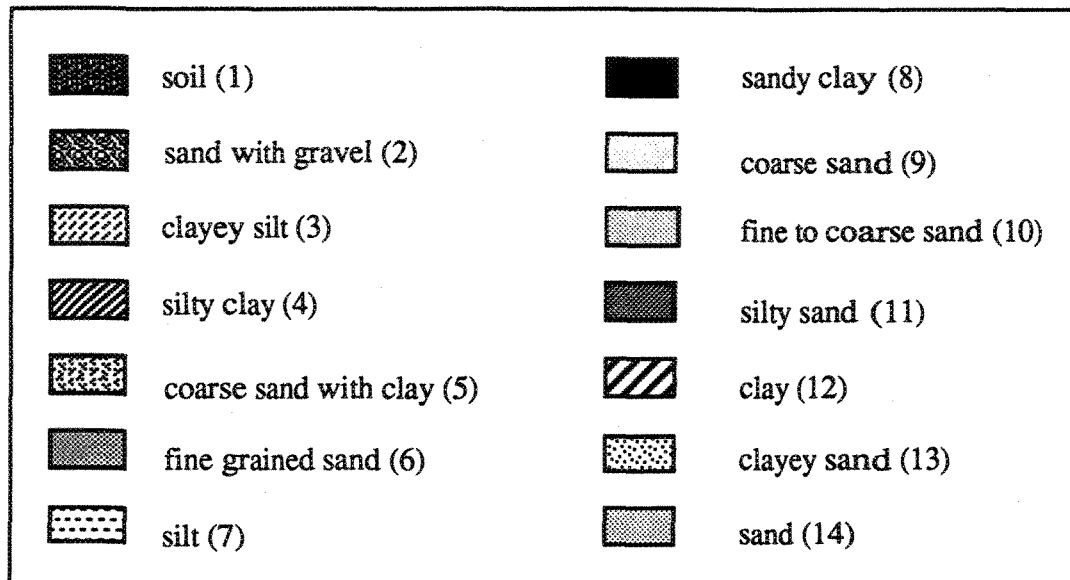 soil (1)
sand with gravel (2)
clayey silt (3)
silty clay (4)
coarse sand with clay (5)
fine grained sand (6)
silt (7)
sandy clay (8)
coarse sand (9)
fine to coarse sand (10)
silty sand (11)
clay (12)
clayey sand (13)
sand (14)